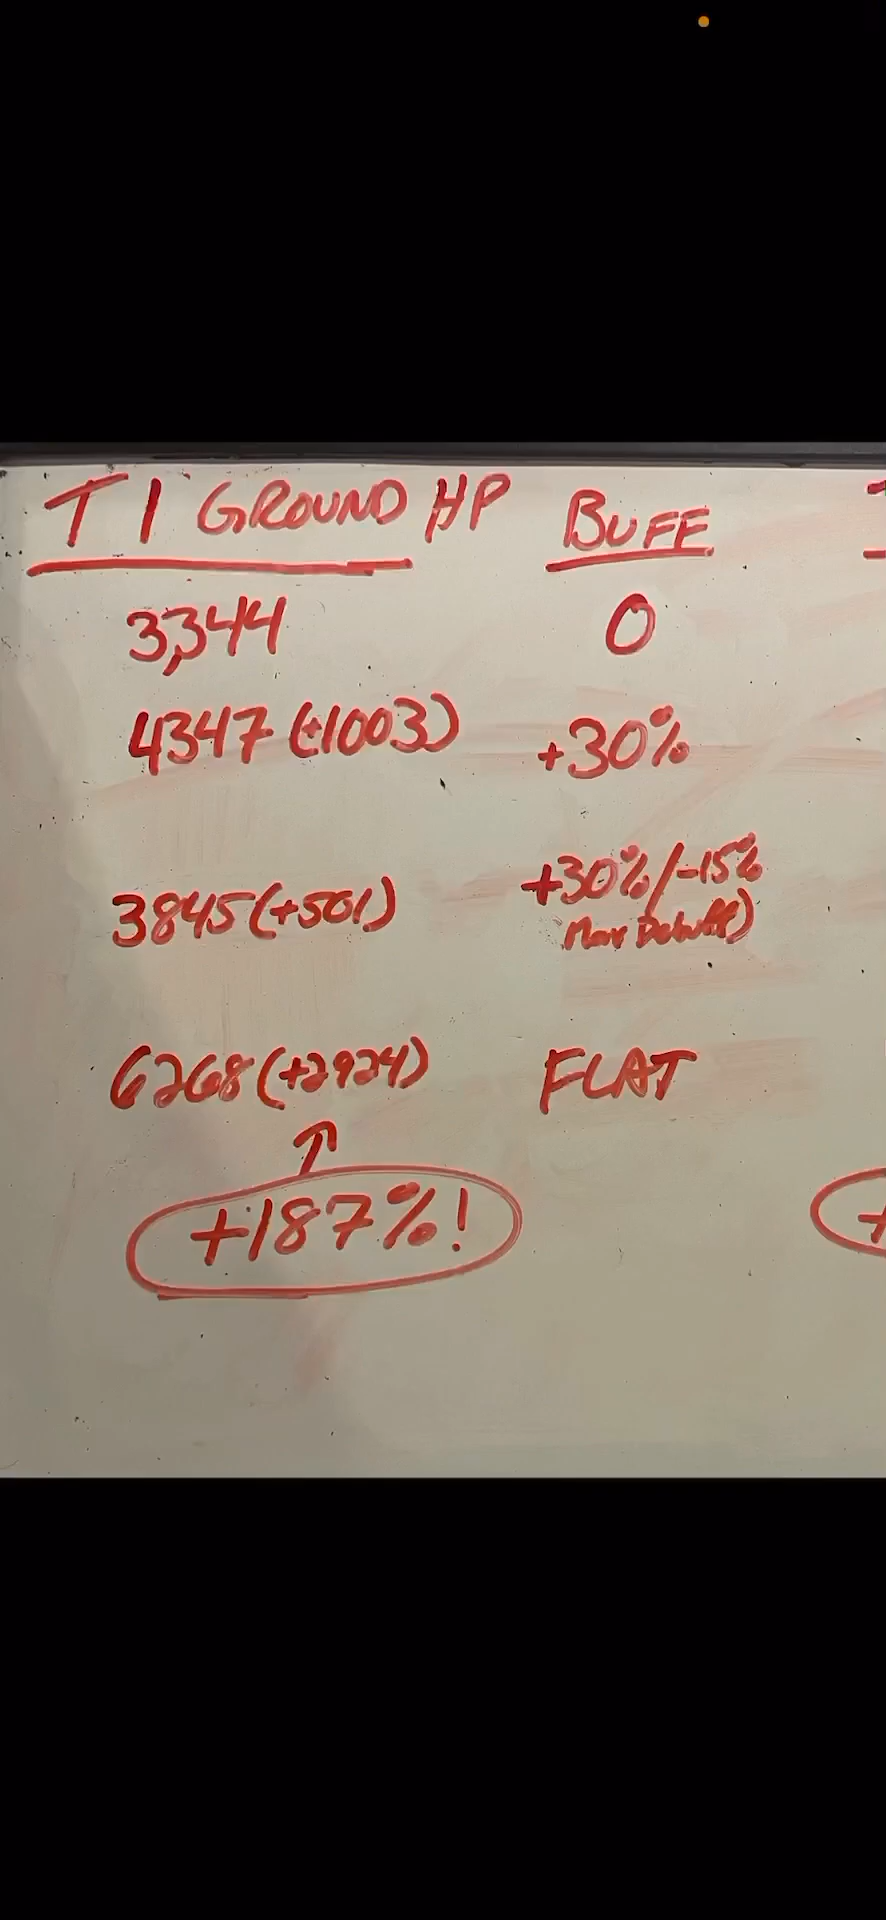 T1 GROUND HP BUFF
3,344 0
4347 (+1003) +30%
3845 (+501) +30%/-15%
Max Debuff)
6268 (+2924) FLAT
↑
+187%!
+